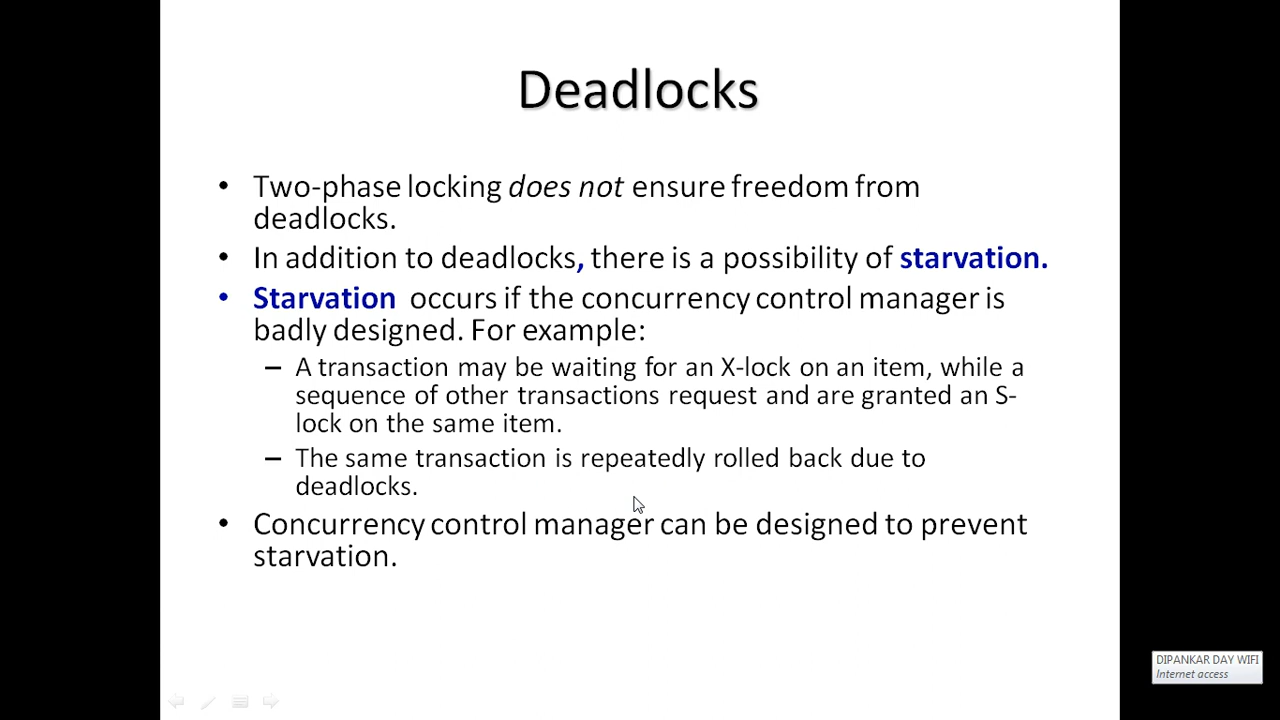 Deadlocks
• Two-phase locking does not ensure freedom from
deadlocks.
• In addition to deadlocks, there is a possibility of starvation.
• Starvation occurs if the concurrency control manager is
badly designed. For example:
– A transaction may be waiting for an X-lock on an item, while a
sequence of other transactions request and are granted an S-
lock on the same item.
– The same transaction is repeatedly rolled back due to
deadlocks.
• Concurrency control manager can be designed to prevent
starvation.
DIPANKAR DAY WIFI
Internet access